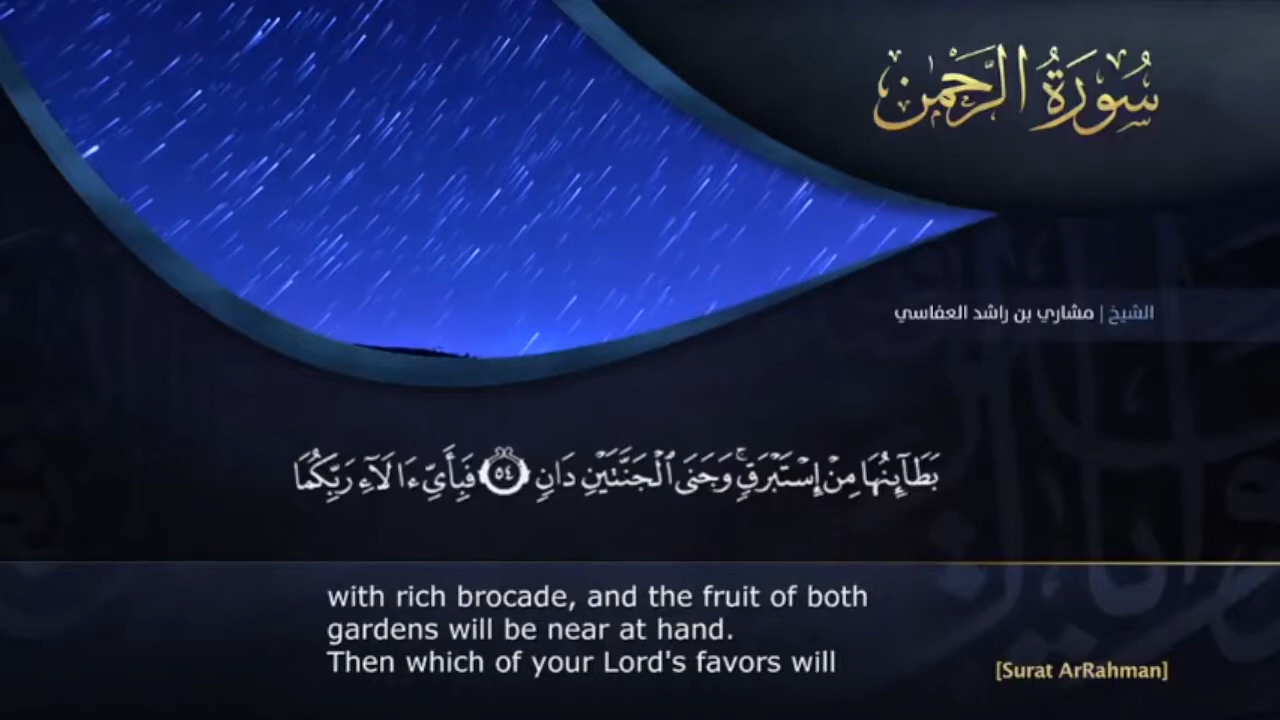 سُورَةُ الرَّحْمٰن
الشيخ | مشاري بن راشد العفاسي
بَطَآئِنُهَا مِنْ إِسْتَبْرَقٍۢ ۚ وَجَنَى ٱلْجَنَّتَيْنِ دَانٍۢ ﴿٥٤﴾ فَبِأَىِّ ءَالَآءِ رَبِّكُمَا
with rich brocade, and the fruit of both
gardens will be near at hand.
Then which of your Lord's favors will
[Surat ArRahman]